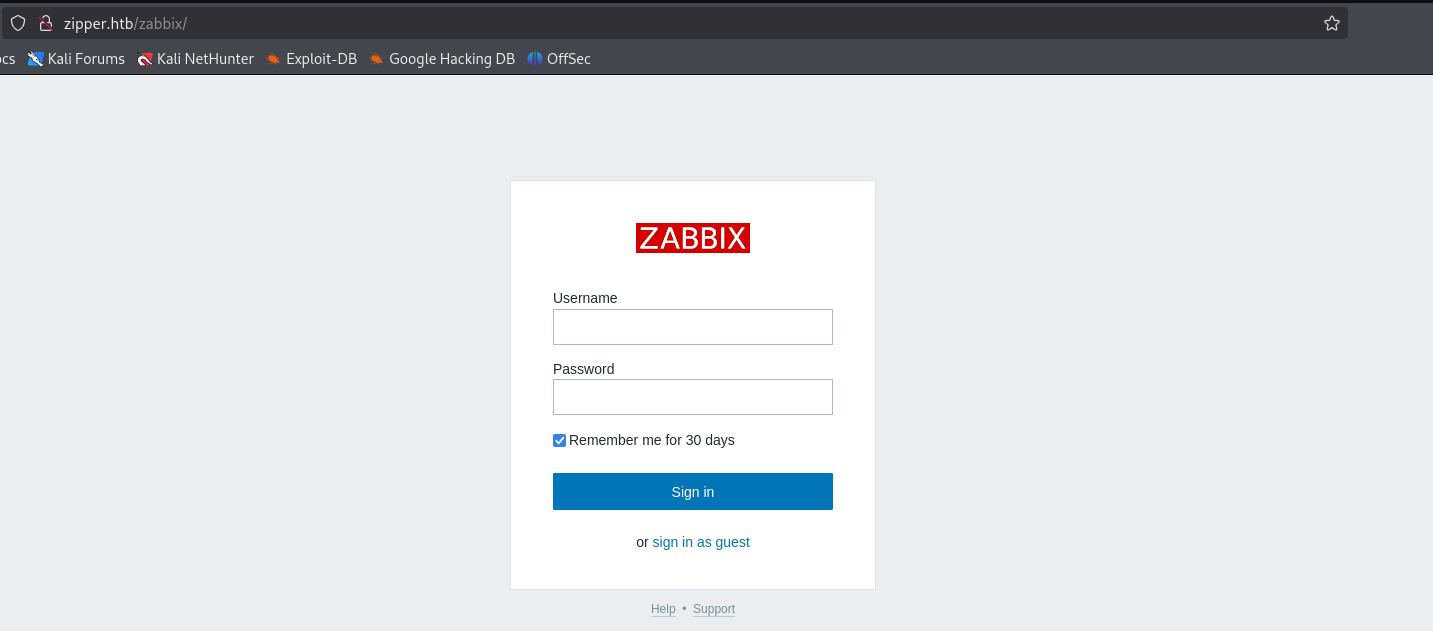 zipper.htb/zabbix/
ocs Kali Forums Kali NetHunter Exploit-DB Google Hacking DB OffSec
ZABBIX
Username
Password
Remember me for 30 days
Sign in
or sign in as guest
Help • Support